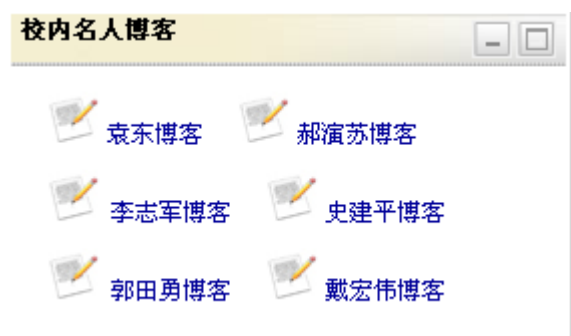 校内名人博客
袁东博客 郝演苏博客
李志军博客 史建平博客
郭田勇博客 戴宏伟博客